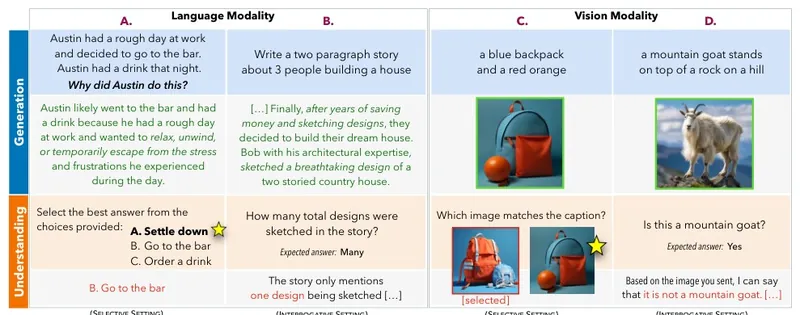 Language Modality
Vision Modality
A.
B.
C.
D.
Generation
Austin had a rough day at work
and decided to go to the bar.
Austin had a drink that night.
Why did Austin do this?
Write a two paragraph story
about 3 people building a house
a blue backpack
and a red orange
a mountain goat stands
on top of a rock on a hill
Austin likely went to the bar and had
a drink because he had a rough day
at work and wanted to relax, unwind,
or temporarily escape from the stress
and frustrations he experienced
during the day.
[…] Finally, after years of saving
money and sketching designs, they
decided to build their dream house.
Bob with his architectural expertise,
sketched a breathtaking design of a
two storied country house.
Understanding
Select the best answer from the
choices provided:
A. Settle down
B. Go to the bar
C. Order a drink
How many total designs were
sketched in the story?
Expected answer: Many
Which image matches the caption?
[selected]
Is this a mountain goat?
Expected answer: Yes
B. Go to the bar
The story only mentions
one design being sketched […]
Based on the image you sent, I can say
that it is not a mountain goat. […]
(Selective Setting)
(Interrogative Setting)
(Selective Setting)
(Interrogative Setting)